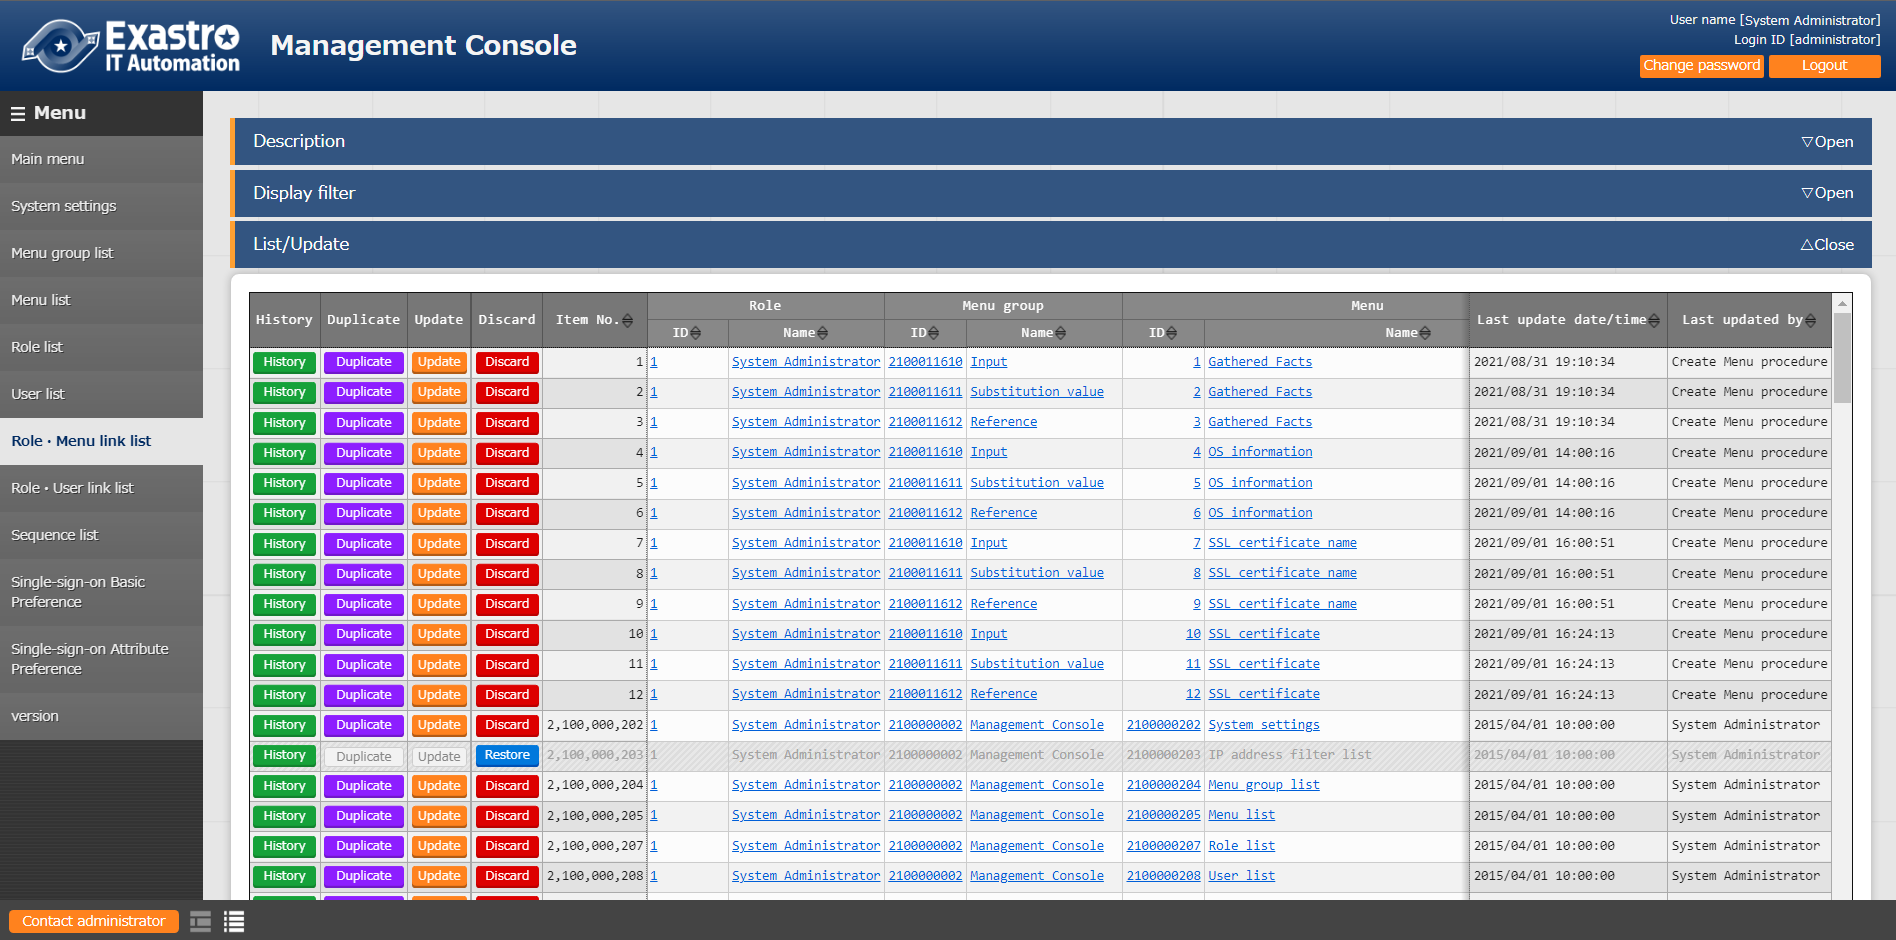 Exastro
IT Automation
Management Console
User name [System Administrator]
Login ID [administrator]
Change password Logout
Menu
Main menu
System settings
Menu group list
Menu list
Role list
User list
Role・Menu link list
Role・User link list
Sequence list
Single-sign-on Basic
Preference
Single-sign-on Attribute
Preference
version
Description ▽Open
Display filter ▽Open
List/Update △Close
History Duplicate Update Discard Item No. Role Menu group Menu Last update date/time Last updated by
ID Name ID Name ID Name
History Duplicate Update Discard 1 1 System Administrator 2100011610 Input 1 Gathered Facts 2021/08/31 19:10:34 Create Menu procedure
History Duplicate Update Discard 2 1 System Administrator 2100011611 Substitution value 2 Gathered Facts 2021/08/31 19:10:34 Create Menu procedure
History Duplicate Update Discard 3 1 System Administrator 2100011612 Reference 3 Gathered Facts 2021/08/31 19:10:34 Create Menu procedure
History Duplicate Update Discard 4 1 System Administrator 2100011610 Input 4 OS information 2021/09/01 14:00:16 Create Menu procedure
History Duplicate Update Discard 5 1 System Administrator 2100011611 Substitution value 5 OS information 2021/09/01 14:00:16 Create Menu procedure
History Duplicate Update Discard 6 1 System Administrator 2100011612 Reference 6 OS information 2021/09/01 14:00:16 Create Menu procedure
History Duplicate Update Discard 7 1 System Administrator 2100011610 Input 7 SSL certificate name 2021/09/01 16:00:51 Create Menu procedure
History Duplicate Update Discard 8 1 System Administrator 2100011611 Substitution value 8 SSL certificate name 2021/09/01 16:00:51 Create Menu procedure
History Duplicate Update Discard 9 1 System Administrator 2100011612 Reference 9 SSL certificate name 2021/09/01 16:00:51 Create Menu procedure
History Duplicate Update Discard 10 1 System Administrator 2100011610 Input 10 SSL certificate 2021/09/01 16:24:13 Create Menu procedure
History Duplicate Update Discard 11 1 System Administrator 2100011611 Substitution value 11 SSL certificate 2021/09/01 16:24:13 Create Menu procedure
History Duplicate Update Discard 12 1 System Administrator 2100011612 Reference 12 SSL certificate 2021/09/01 16:24:13 Create Menu procedure
History Duplicate Update Discard 2,100,000,202 1 System Administrator 2100000002 Management Console 2100000202 System settings 2015/04/01 10:00:00 System Administrator
History Duplicate Update Restore 2,100,000,203 1 System Administrator 2100000002 Management Console 2100000203 IP address filter list 2015/04/01 10:00:00 System Administrator
History Duplicate Update Discard 2,100,000,204 1 System Administrator 2100000002 Management Console 2100000204 Menu group list 2015/04/01 10:00:00 System Administrator
History Duplicate Update Discard 2,100,000,205 1 System Administrator 2100000002 Management Console 2100000205 Menu list 2015/04/01 10:00:00 System Administrator
History Duplicate Update Discard 2,100,000,207 1 System Administrator 2100000002 Management Console 2100000207 Role list 2015/04/01 10:00:00 System Administrator
History Duplicate Update Discard 2,100,000,208 1 System Administrator 2100000002 Management Console 2100000208 User list 2015/04/01 10:00:00 System Administrator
Contact administrator